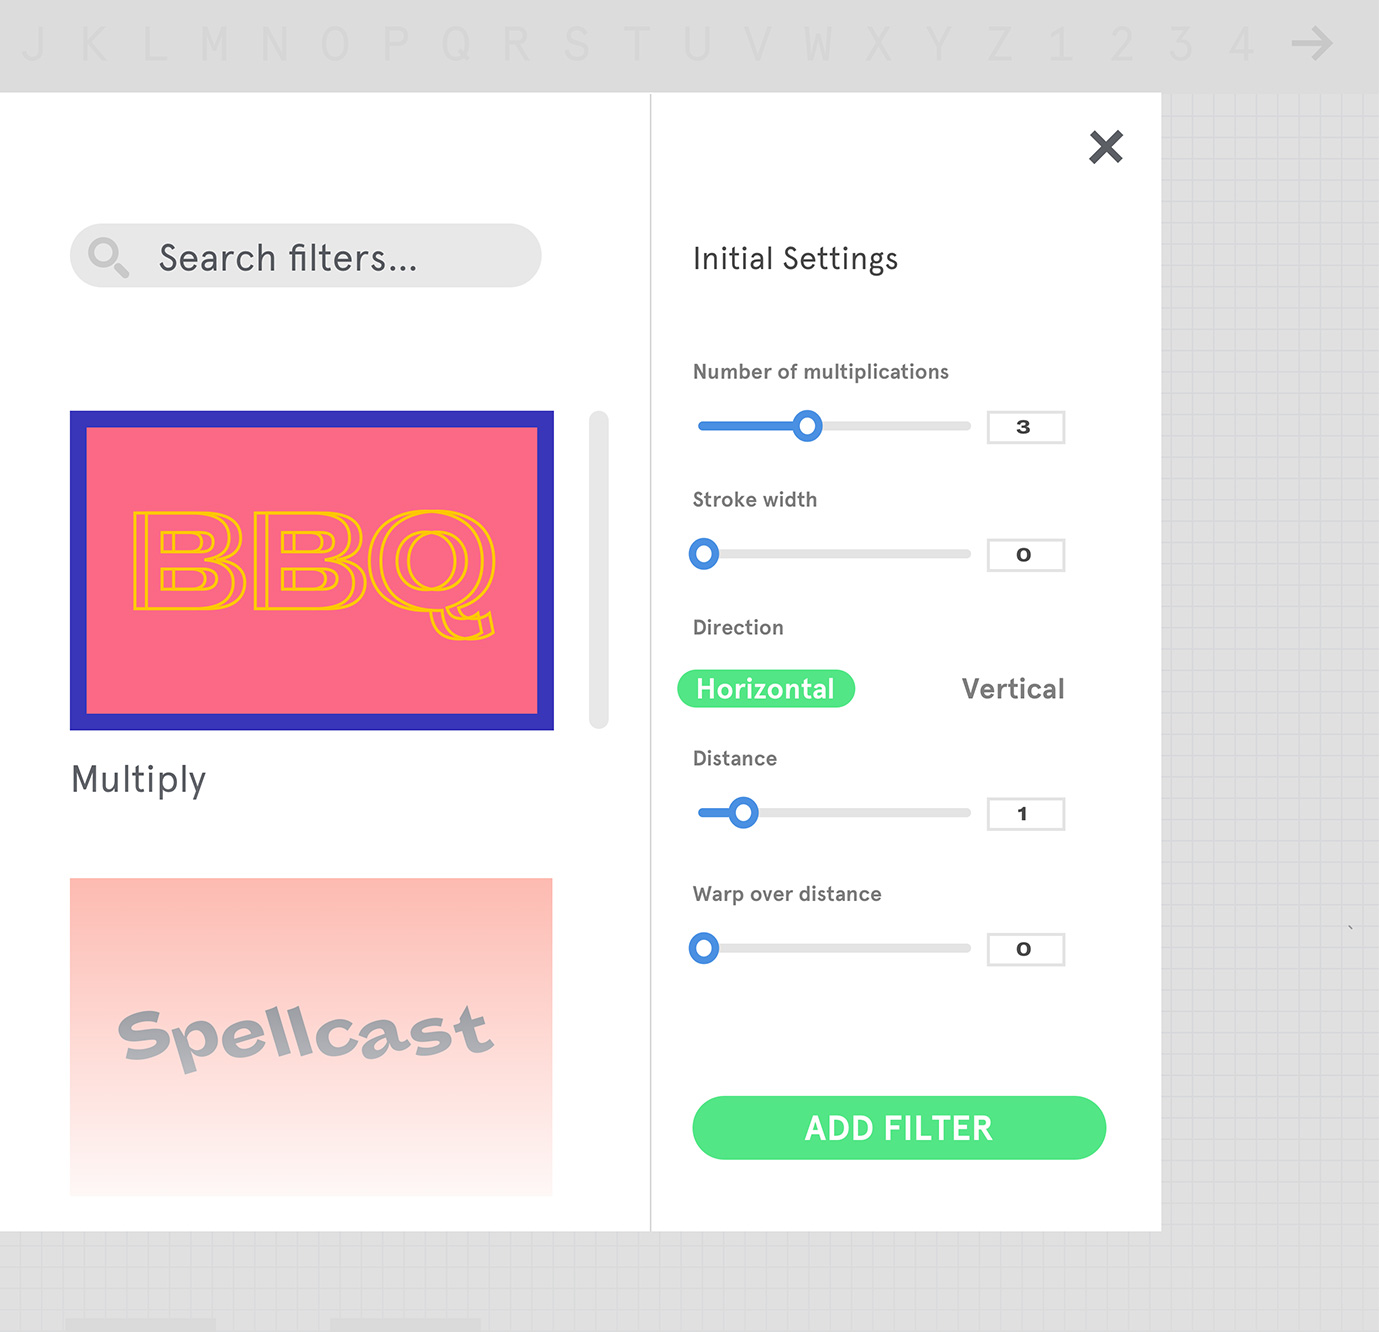 J K L M N O P Q R S T U V W X Y Z 1 2 3 4
Search filters...
BBQ
Multiply
Spellcast
Initial Settings
Number of multiplications
3
Stroke width
0
Direction
Horizontal Vertical
Distance
1
Warp over distance
0
ADD FILTER